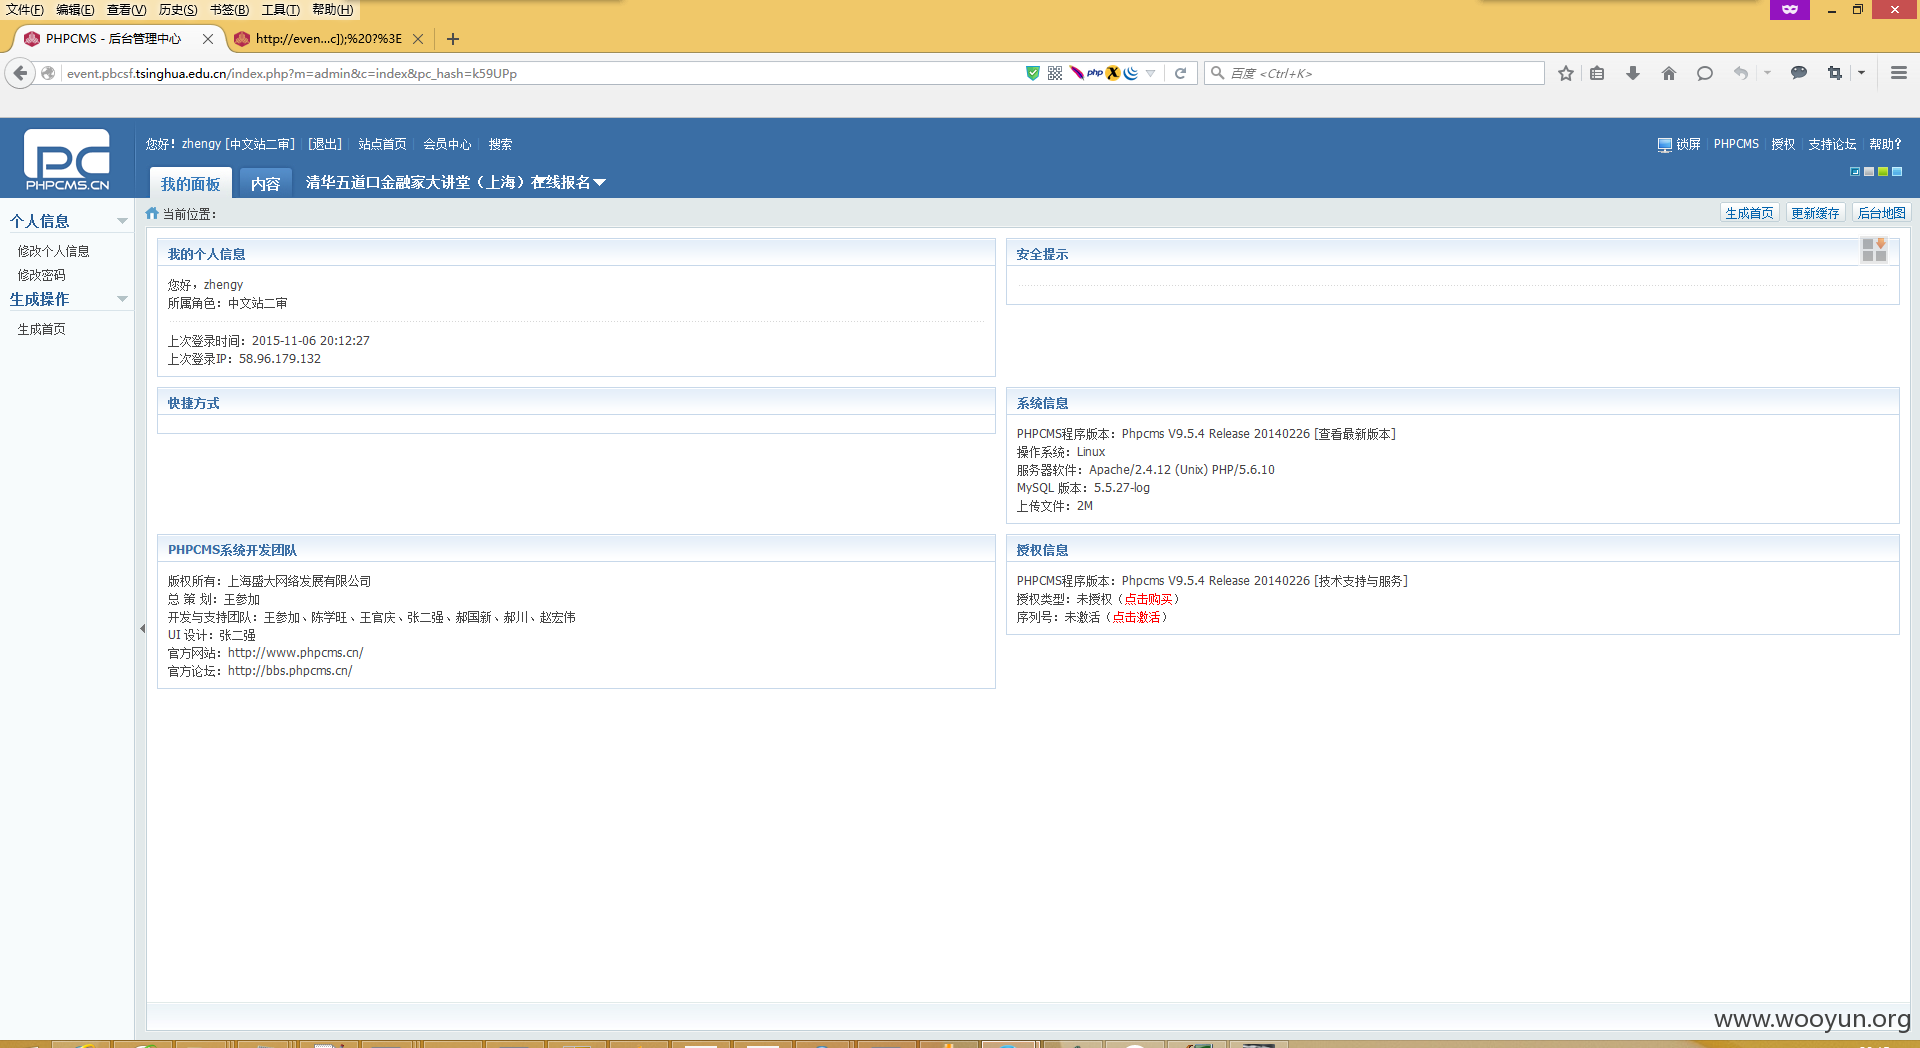 文件(F) 编辑(E) 查看(V) 历史(S) 书签(B) 工具(T) 帮助(H)
PHPCMS - 后台管理中心
http://even...c]);%20?%3E
event.pbcsf.tsinghua.edu.cn/index.php?m=admin&c=index&pc_hash=k59UPp
php
百度 <Ctrl+K>
PC
PHPCMS.CN
您好！zhengy [中文站二审] [退出] 站点首页 会员中心 搜索
锁屏 PHPCMS 授权 支持论坛 帮助?
我的面板 内容 清华五道口金融家大讲堂（上海）在线报名
个人信息
修改个人信息
修改密码
生成操作
生成首页
当前位置：
生成首页 更新缓存 后台地图
我的个人信息
您好，zhengy
所属角色：中文站二审
上次登录时间：2015-11-06 20:12:27
上次登录IP：58.96.179.132
安全提示
快捷方式
系统信息
PHPCMS程序版本：Phpcms V9.5.4 Release 20140226 [查看最新版本]
操作系统：Linux
服务器软件：Apache/2.4.12 (Unix) PHP/5.6.10
MySQL 版本：5.5.27-log
上传文件：2M
PHPCMS系统开发团队
版权所有：上海盛大网络发展有限公司
总 策 划：王参加
开发与支持团队：王参加、陈学旺、王官庆、张二强、郝国新、郝川、赵宏伟
UI 设计：张二强
官方网站：http://www.phpcms.cn/
官方论坛：http://bbs.phpcms.cn/
授权信息
PHPCMS程序版本：Phpcms V9.5.4 Release 20140226 [技术支持与服务]
授权类型：未授权（点击购买）
序列号：未激活（点击激活）
www.wooyun.org